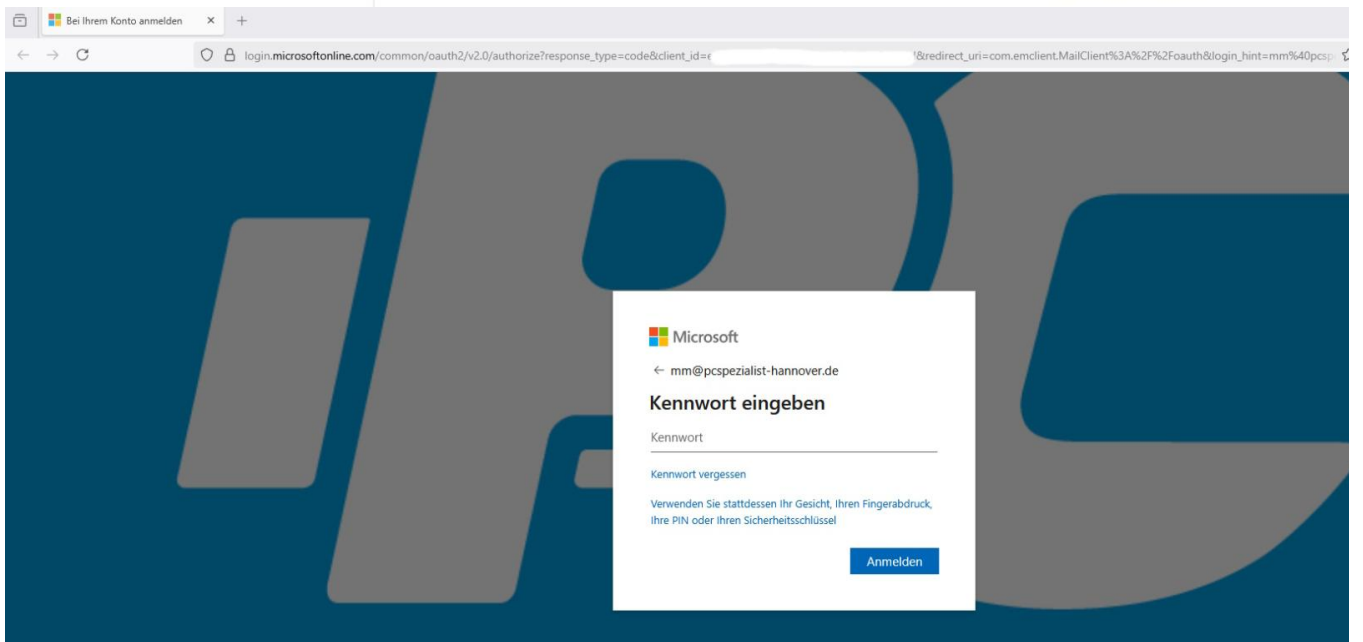 Bei Ihrem Konto anmelden
login.microsoftonline.com/common/oauth2/v2.0/authorize?response_type=code&client_id= &redirect_uri=com.emclient.MailClient%3A%2F%2Foauth&login_hint=mm%40pcsp
iPC
Microsoft
← mm@pcspezialist-hannover.de
Kennwort eingeben
Kennwort
Kennwort vergessen
Verwenden Sie stattdessen Ihr Gesicht, Ihren Fingerabdruck,
Ihre PIN oder Ihren Sicherheitsschlüssel
Anmelden